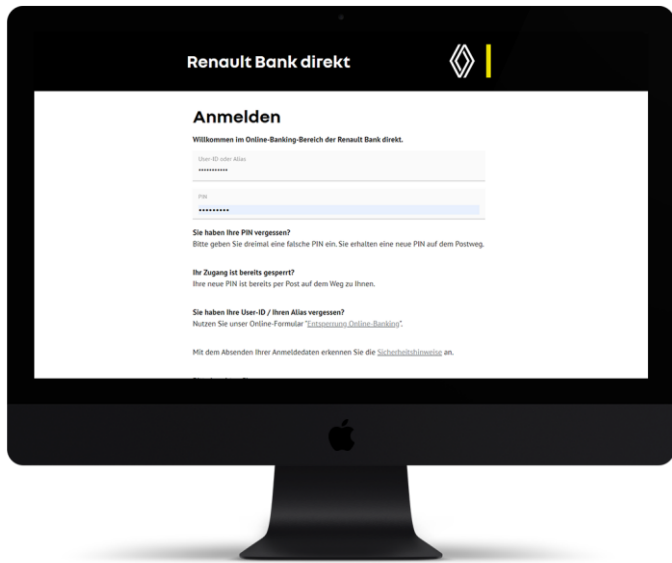 Renault Bank direkt
Anmelden
Willkommen im Online-Banking-Bereich der Renault Bank direkt.
User-ID oder Alias
PIN
Sie haben Ihre PIN vergessen?
Bitte geben Sie dreimal eine falsche PIN ein. Sie erhalten eine neue PIN auf dem Postweg.
Ihr Zugang ist bereits gesperrt?
Ihre neue PIN ist bereits per Post auf dem Weg zu Ihnen.
Sie haben Ihre User-ID / Ihren Alias vergessen?
Nutzen Sie unser Online-Formular "Entsperrung Online-Banking".
Mit dem Absenden Ihrer Anmeldedaten erkennen Sie die Sicherheitshinweise an.